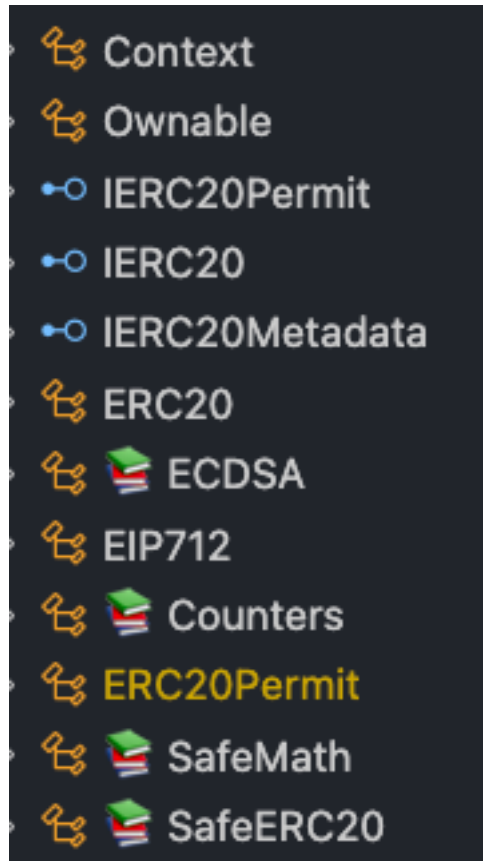 Context
Ownable
IERC20Permit
IERC20
IERC20Metadata
ERC20
ECDSA
EIP712
Counters
ERC20Permit
SafeMath
SafeERC20